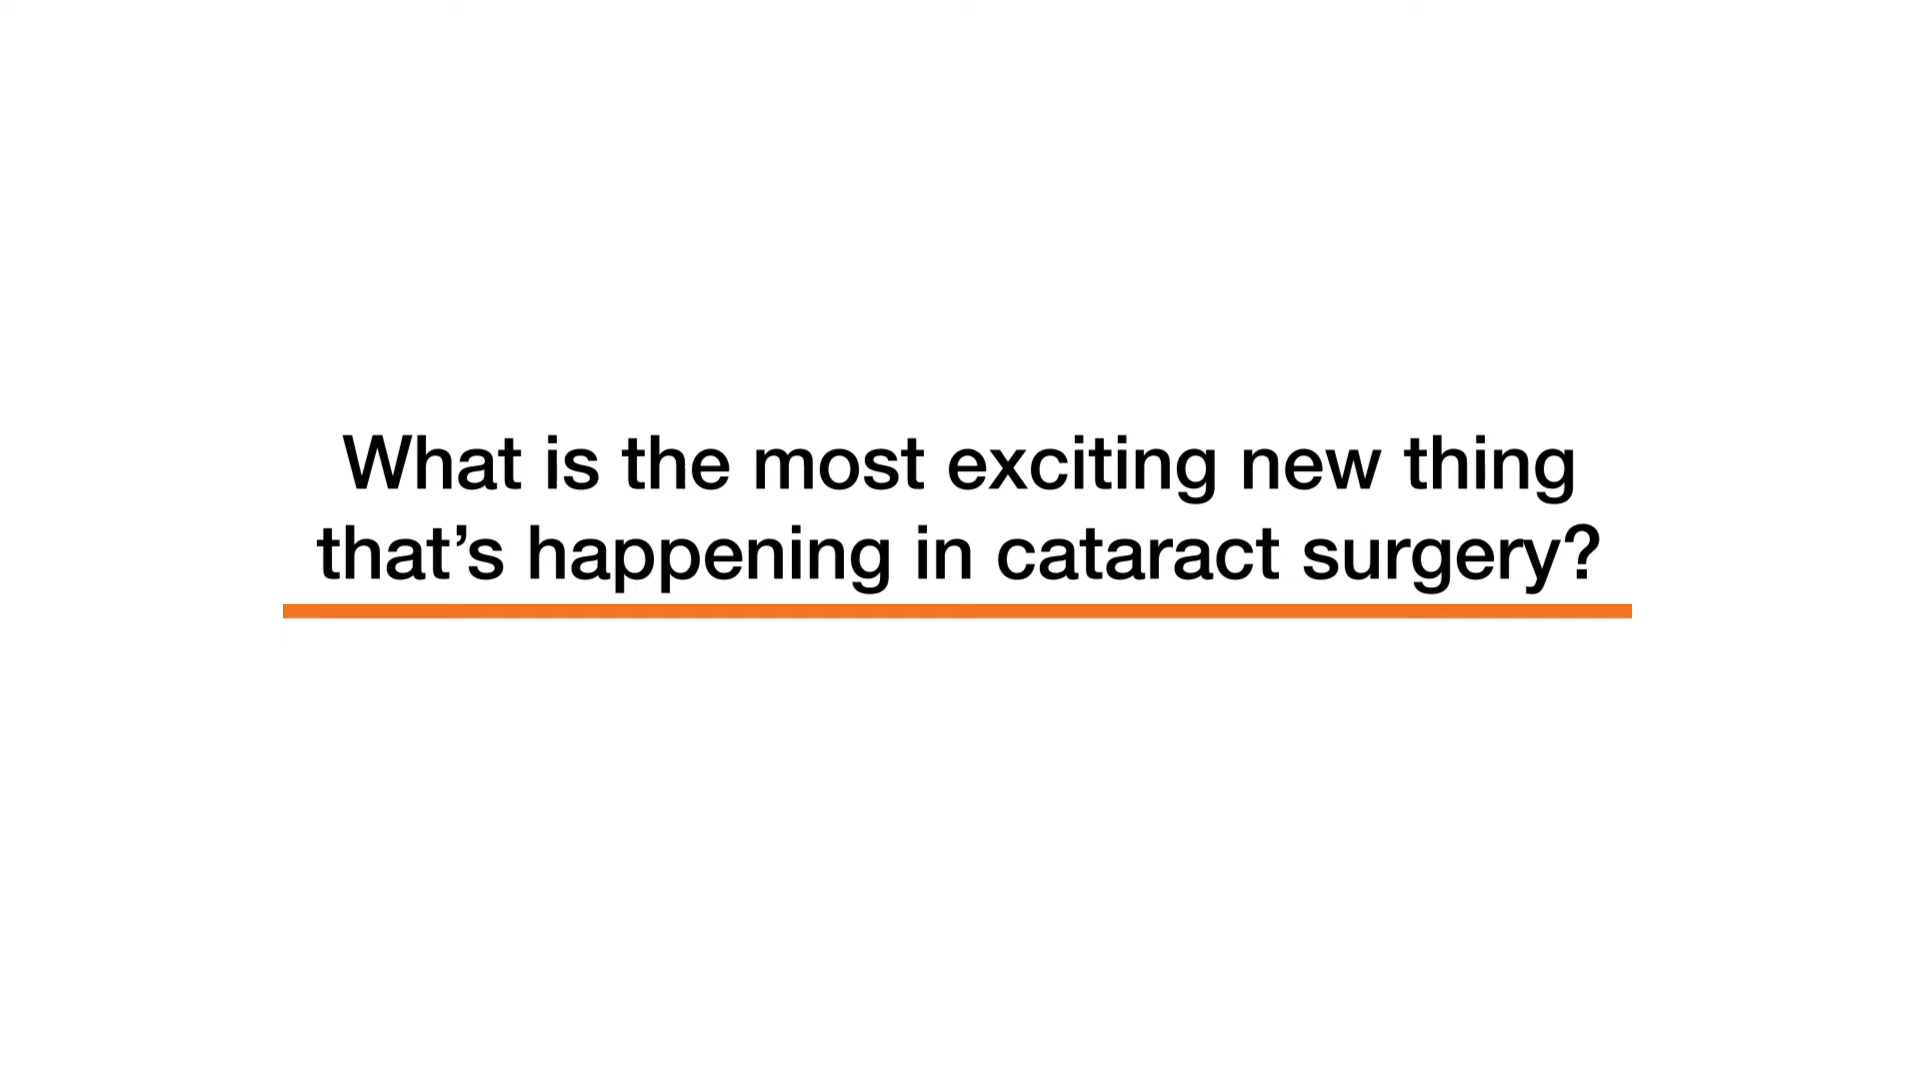 What is the most exciting new thing
that’s happening in cataract surgery?